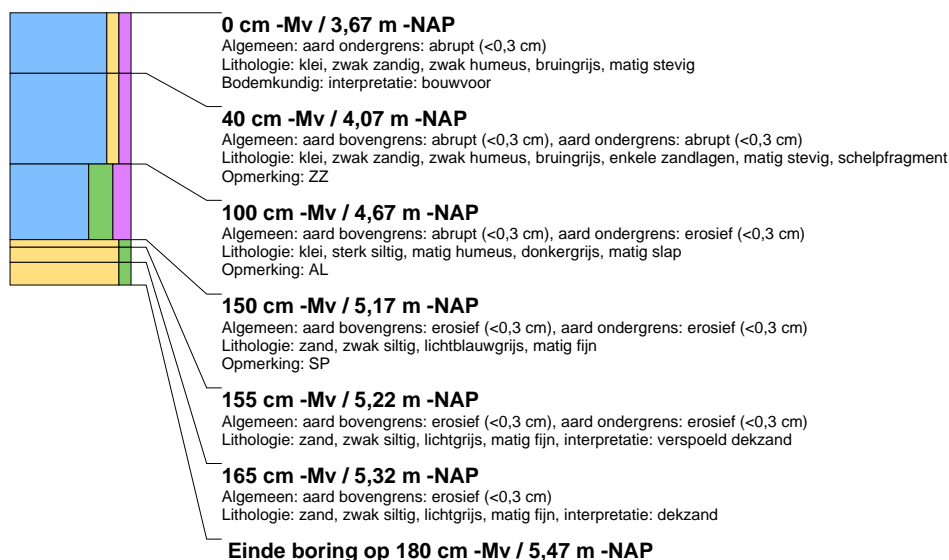 0 cm -Mv / 3,67 m -NAP
Algemeen: aard ondergrens: abrupt (<0,3 cm)
Lithologie: klei, zwak zandig, zwak humeus, bruingrijs, matig stevig
Bodemkundig: interpretatie: bouwvoor
40 cm -Mv / 4,07 m -NAP
Algemeen: aard bovengrens: abrupt (<0,3 cm), aard ondergrens: abrupt (<0,3 cm)
Lithologie: klei, zwak zandig, zwak humeus, bruingrijs, enkele zandlagen, matig stevig, schelpfragment
Opmerking: ZZ
100 cm -Mv / 4,67 m -NAP
Algemeen: aard bovengrens: abrupt (<0,3 cm), aard ondergrens: erosief (<0,3 cm)
Lithologie: klei, sterk siltig, matig humeus, donkergrijs, matig slap
Opmerking: AL
150 cm -Mv / 5,17 m -NAP
Algemeen: aard bovengrens: erosief (<0,3 cm), aard ondergrens: erosief (<0,3 cm)
Lithologie: zand, zwak siltig, lichtblauwgrijs, matig fijn
Opmerking: SP
155 cm -Mv / 5,22 m -NAP
Algemeen: aard bovengrens: erosief (<0,3 cm), aard ondergrens: erosief (<0,3 cm)
Lithologie: zand, zwak siltig, lichtgrijs, matig fijn, interpretatie: verspoeld dekzand
165 cm -Mv / 5,32 m -NAP
Algemeen: aard bovengrens: erosief (<0,3 cm)
Lithologie: zand, zwak siltig, lichtgrijs, matig fijn, interpretatie: dekzand
Einde boring op 180 cm -Mv / 5,47 m -NAP